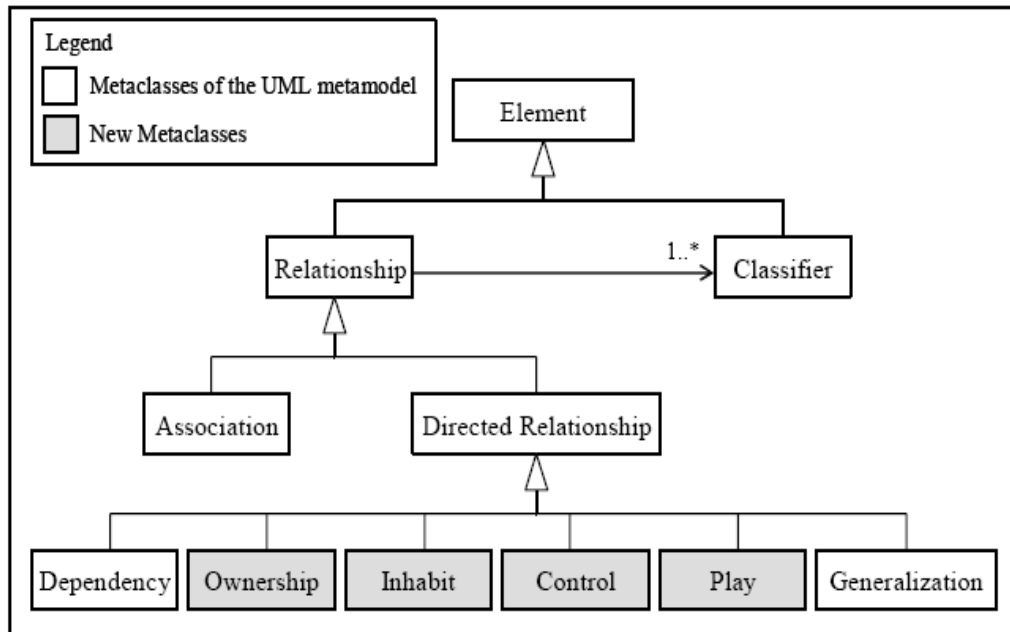 Legend
Metaclasses of the UML metamodel
New Metaclasses
Element
Relationship
1..*
Classifier
Association
Directed Relationship
Dependency
Ownership
Inhabit
Control
Play
Generalization